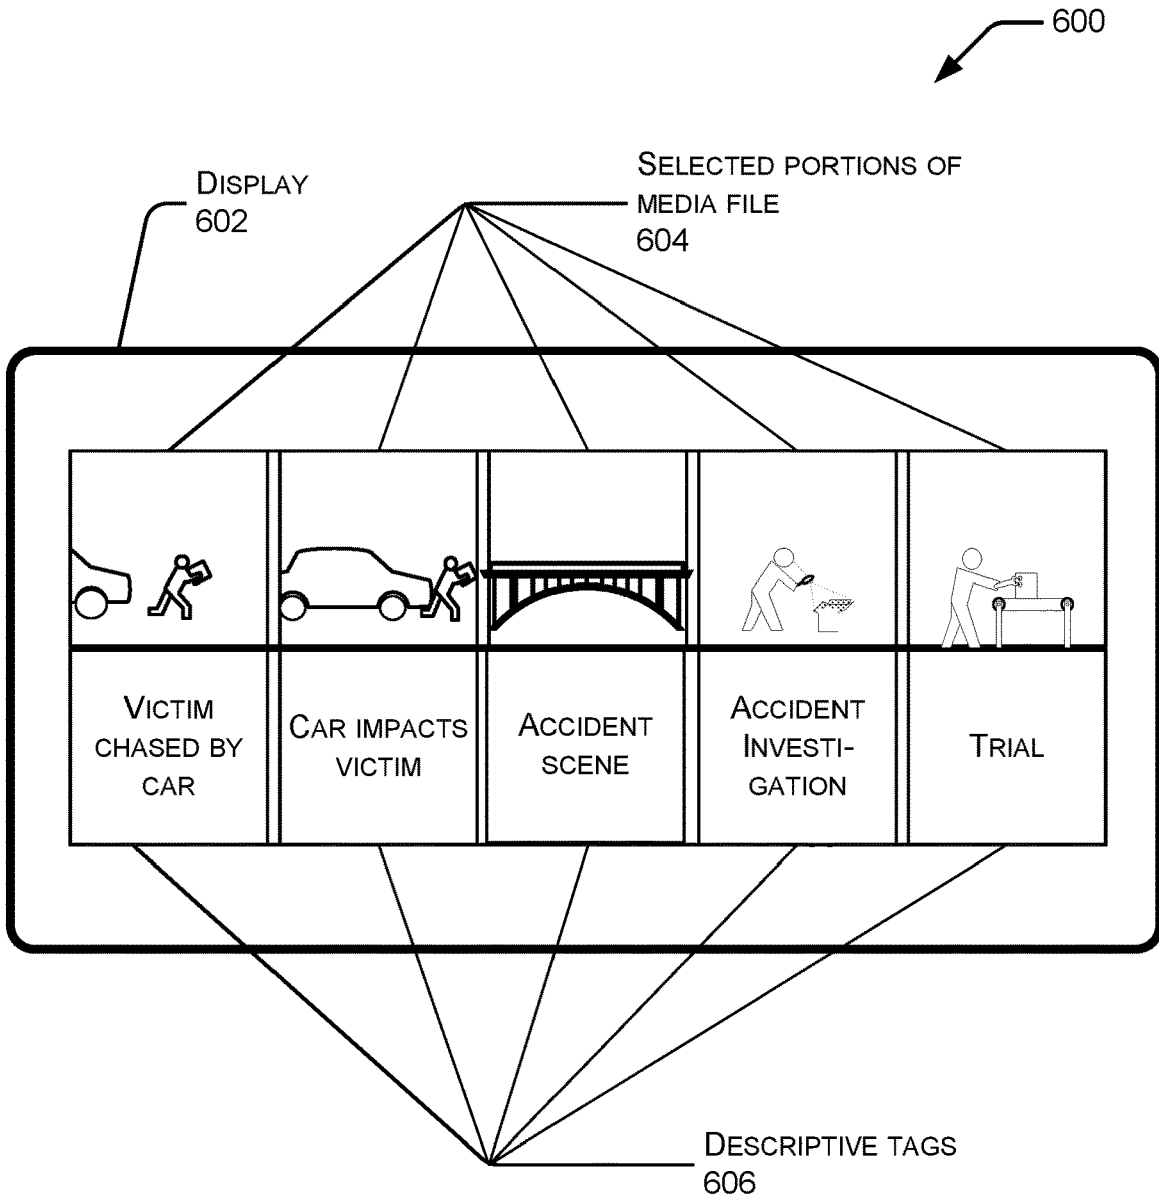 600
SELECTED PORTIONS OF
MEDIA FILE
604
DISPLAY
602
VICTIM
CHASED BY
CAR
CAR IMPACTS
VICTIM
ACCIDENT
SCENE
ACCIDENT
INVESTI-
GATION
TRIAL
DESCRIPTIVE TAGS
606